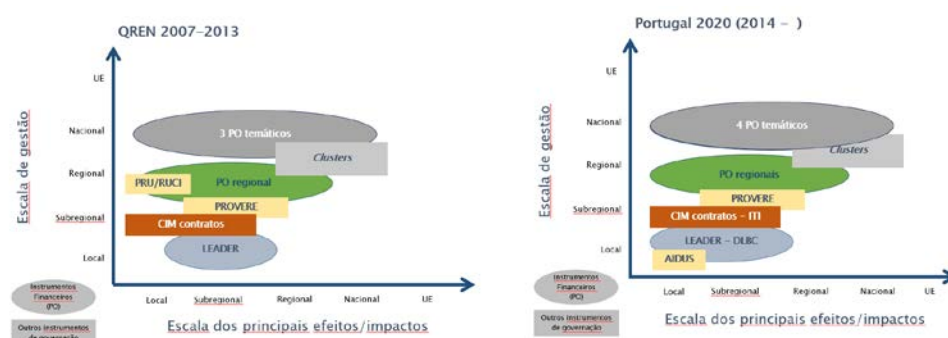 QREN 2007-2013
Escala de gestão
UE
Nacional
Regional
Subregional
Local
3 PO temáticos
Clusters
PO regional
PRU/RUCI
PROVERE
CIM contratos
LEADER
Local
Subregional
Regional
Nacional
UE
Escala dos principais efeitos/impactos
Instrumentos
Financeiros
(PO)
Outros instrumentos
de governação
Portugal 2020 (2014 - )
Escala de gestão
UE
Nacional
Regional
Subregional
Local
4 PO temáticos
Clusters
PO regionais
PROVERE
CIM contratos - ITI
LEADER - DLBC
AIDUS
Local
Subregional
Regional
Nacional
UE
Escala dos principais efeitos/impactos
Instrumentos
Financeiros
(PO)
Outros instrumentos
de governação